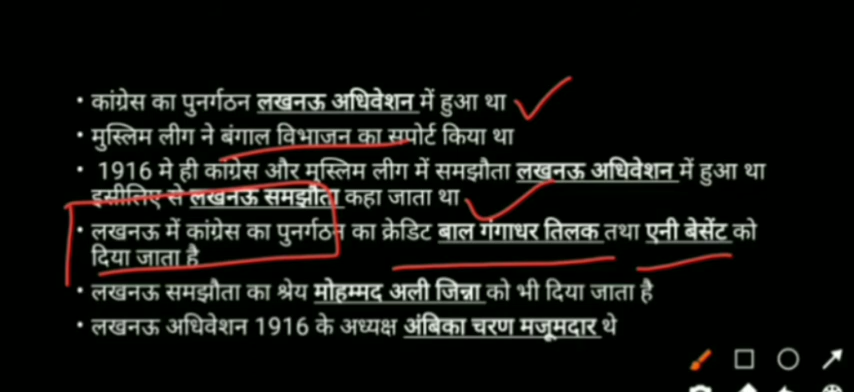 • कांग्रेस का पुनर्गठन लखनऊ अधिवेशन में हुआ था
• मुस्लिम लीग ने बंगाल विभाजन का सपोर्ट किया था
• 1916 मे ही कांग्रेस और मुस्लिम लीग में समझौता लखनऊ अधिवेशन में हुआ था
इसीलिए से लखनऊ समझौता कहा जाता था
• लखनऊ में कांग्रेस का पुनर्गठन का क्रेडिट बाल गंगाधर तिलक तथा एनी बेसेंट को
दिया जाता है
• लखनऊ समझौता का श्रेय मोहम्मद अली जिन्ना को भी दिया जाता है
• लखनऊ अधिवेशन 1916 के अध्यक्ष अंबिका चरण मजूमदार थे